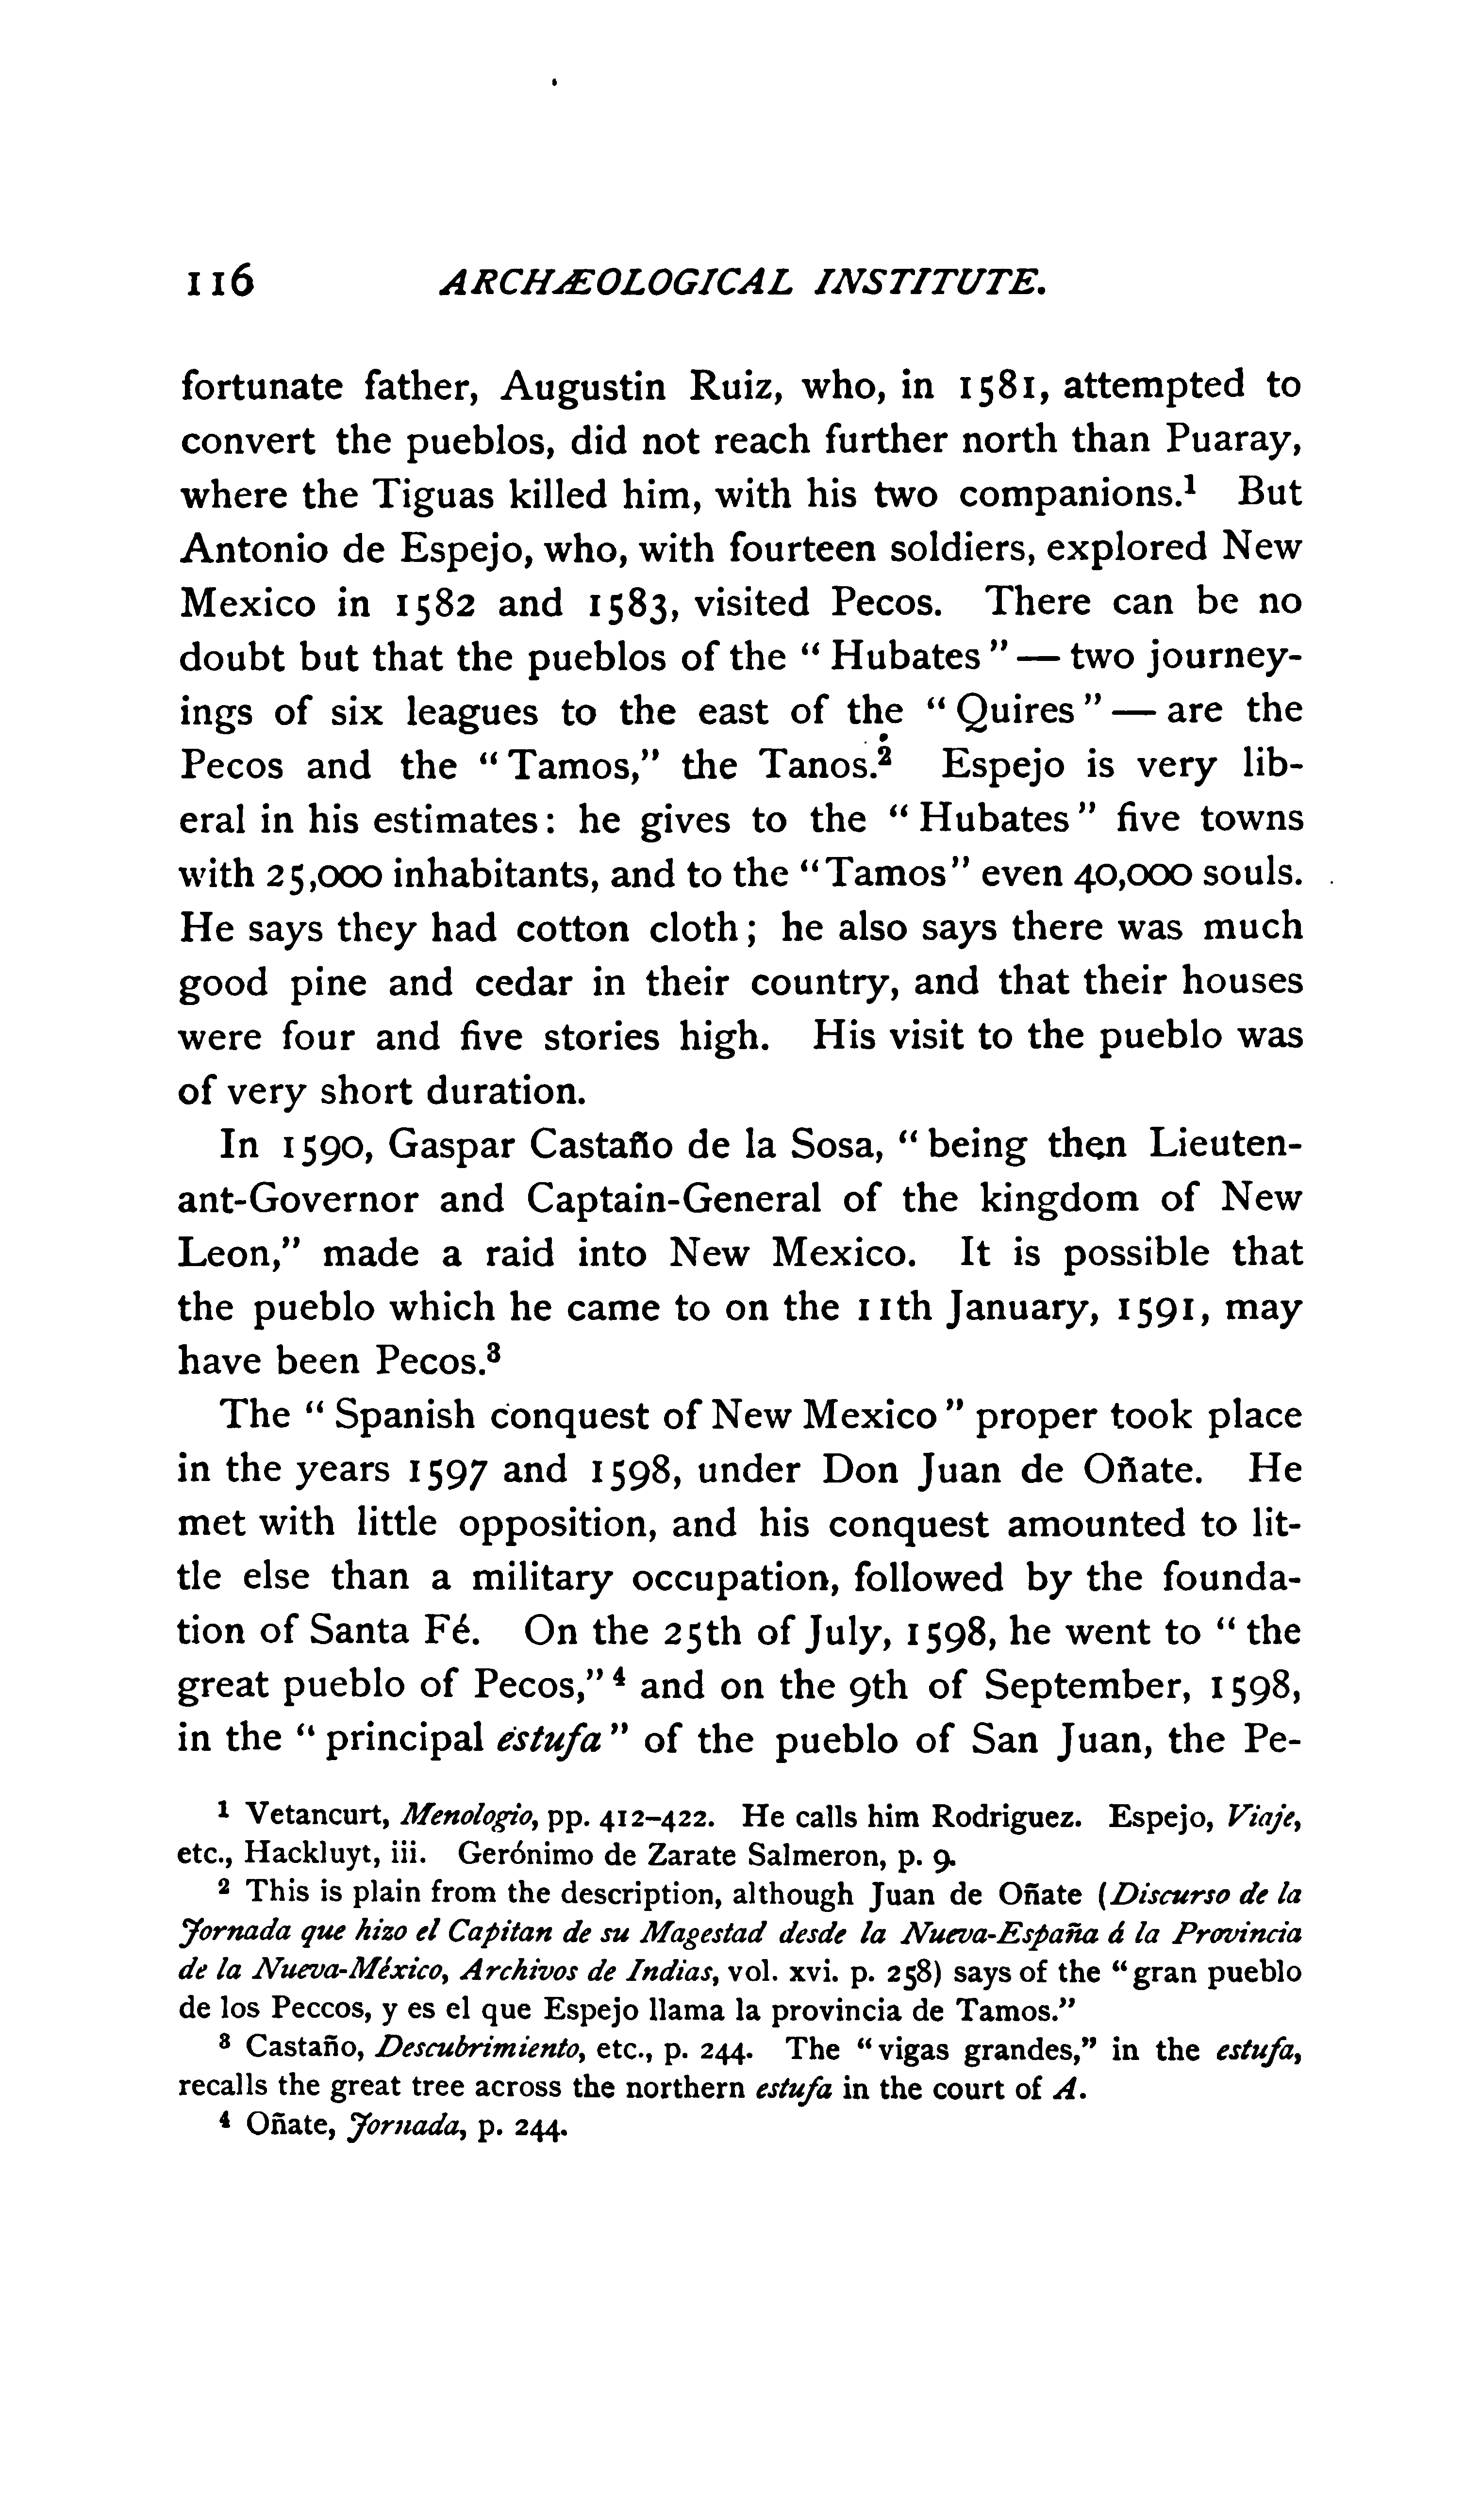 116 ARCHÆOLOGICAL INSTITUTE.
fortunate father, Augustin Ruiz, who, in 1581, attempted to
convert the pueblos, did not reach further north than Puaray,
where the Tiguas killed him, with his two companions.¹ But
Antonio de Espejo, who, with fourteen soldiers, explored New
Mexico in 1582 and 1583, visited Pecos. There can be no
doubt but that the pueblos of the "Hubates" — two journey-
ings of six leagues to the east of the "Quires" — are the
Pecos and the "Tamos," the Tanos.² Espejo is very lib-
eral in his estimates: he gives to the "Hubates" five towns
with 25,000 inhabitants, and to the "Tamos" even 40,000 souls.
He says they had cotton cloth; he also says there was much
good pine and cedar in their country, and that their houses
were four and five stories high. His visit to the pueblo was
of very short duration.
In 1590, Gaspar Castaño de la Sosa, "being then Lieuten-
ant-Governor and Captain-General of the kingdom of New
Leon," made a raid into New Mexico. It is possible that
the pueblo which he came to on the 11th January, 1591, may
have been Pecos.³
The "Spanish conquest of New Mexico" proper took place
in the years 1597 and 1598, under Don Juan de Oñate. He
met with little opposition, and his conquest amounted to lit-
tle else than a military occupation, followed by the founda-
tion of Santa Fé. On the 25th of July, 1598, he went to "the
great pueblo of Pecos,"⁴ and on the 9th of September, 1598,
in the "principal estufa" of the pueblo of San Juan, the Pe-
¹ Vetancurt, Menologio, pp. 412–422. He calls him Rodriguez. Espejo, Viaje,
etc., Hackluyt, iii. Gerónimo de Zarate Salmeron, p. 9.
² This is plain from the description, although Juan de Oñate (Discurso de la
Jornada que hizo el Capitan de su Magestad desde la Nueva-España á la Provincia
de la Nueva-México, Archivos de Indias, vol. xvi. p. 258) says of the "gran pueblo
de los Peccos, y es el que Espejo llama la provincia de Tamos."
³ Castaño, Descubrimiento, etc., p. 244. The "vigas grandes," in the estufa,
recalls the great tree across the northern estufa in the court of A.
⁴ Oñate, Jornada, p. 244.